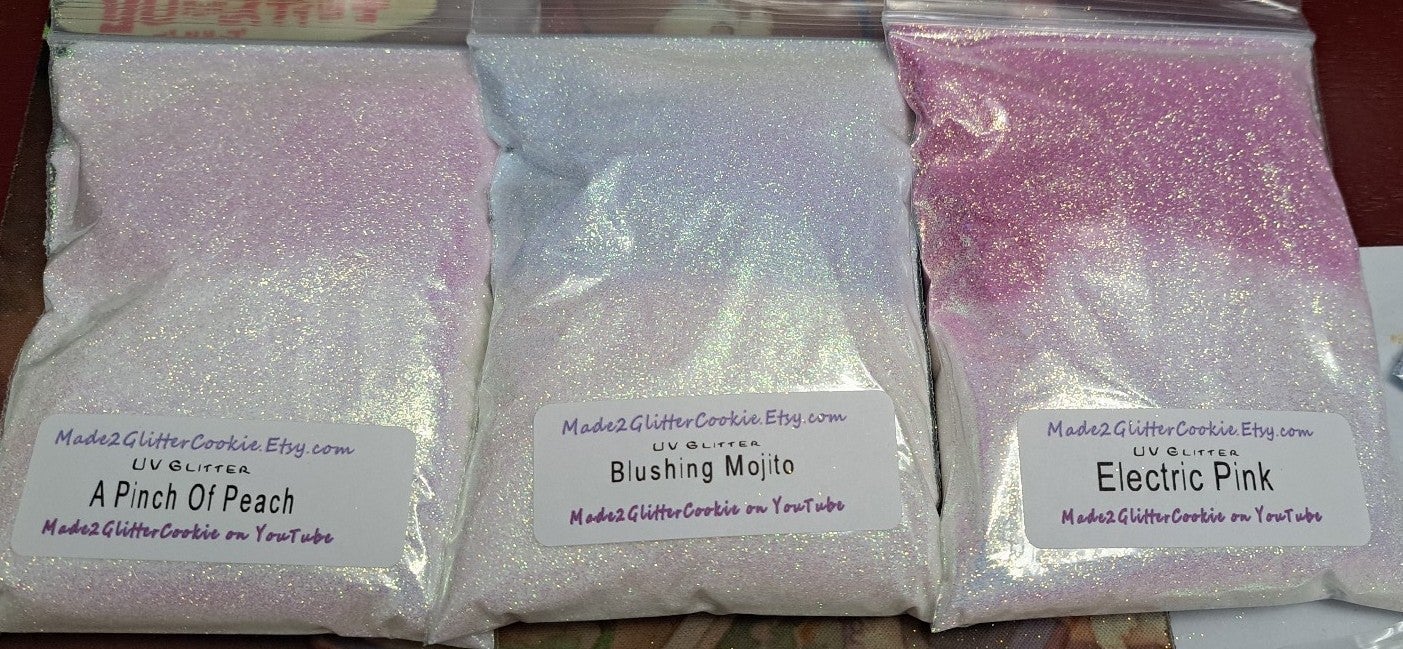 Made2GlitterCookie.Etsy.com
UV GLITTER
A Pinch Of Peach
Made2GlitterCookie on YouTube
Made2GlitterCookie.Etsy.com
UV GLITTER
Blushing Mojito
Made2GlitterCookie on YouTube
Made2GlitterCookie.Etsy.com
UV GLITTER
Electric Pink
Made2GlitterCookie on YouTube